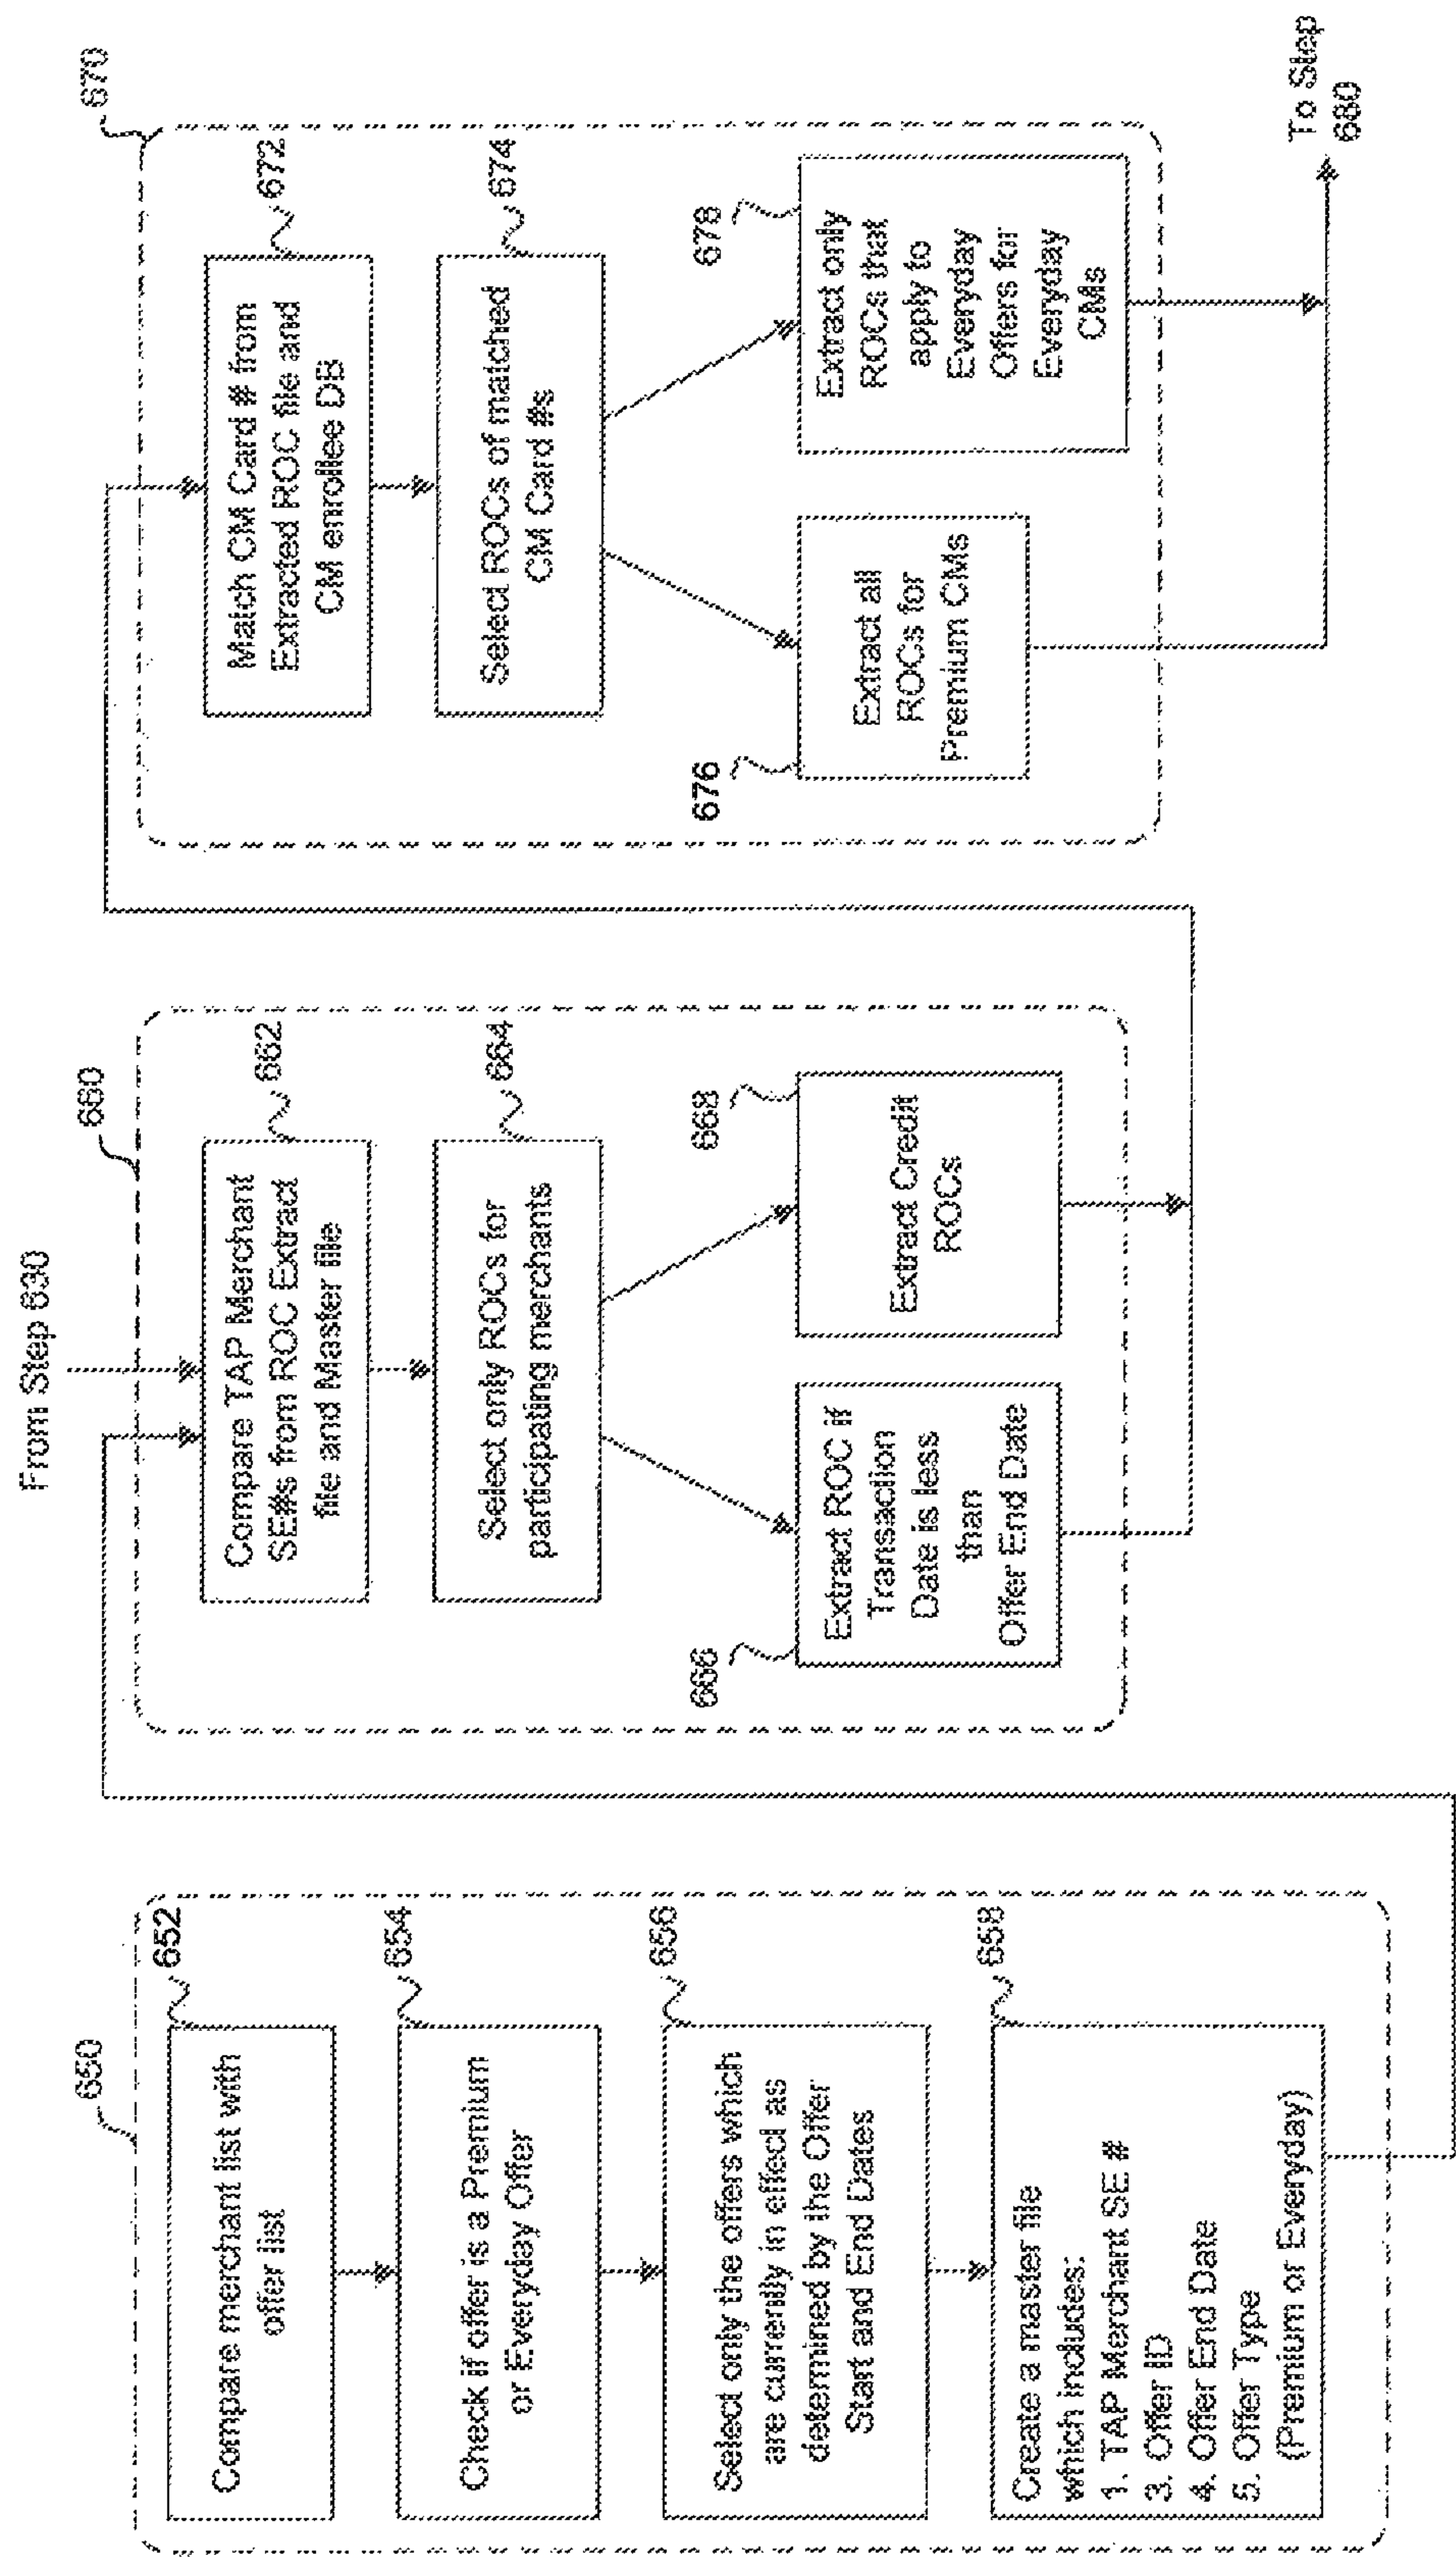 650
652
Compare merchant list with
offer list
654
Check if offer is a Premium
or Everyday Offer
656
Select only the offers which
are currently in effect as
determined by the Offer
Start and End Dates
658
Create a master file
which includes:
1. TAP Merchant SE #
3. Offer ID
4. Offer End Date
5. Offer Type
(Premium or Everyday)
From Step 630
660
662
Compare TAP Merchant
SE#s from ROC Extract
file and Master file
664
Select only ROCs for
participating merchants
666
Extract ROC if
Transaction
Date is less
than
Offer End Date
668
Extract Credit
ROCs
670
672
Match CM Card # from
Extracted ROC file and
CM enrollee DB
674
Select ROCs of matched
CM Card #s
676
Extract all
ROCs for
Premium CMs
678
Extract only
ROCs that
apply to
Everyday
Offers for
Everyday
CMs
To Step
680